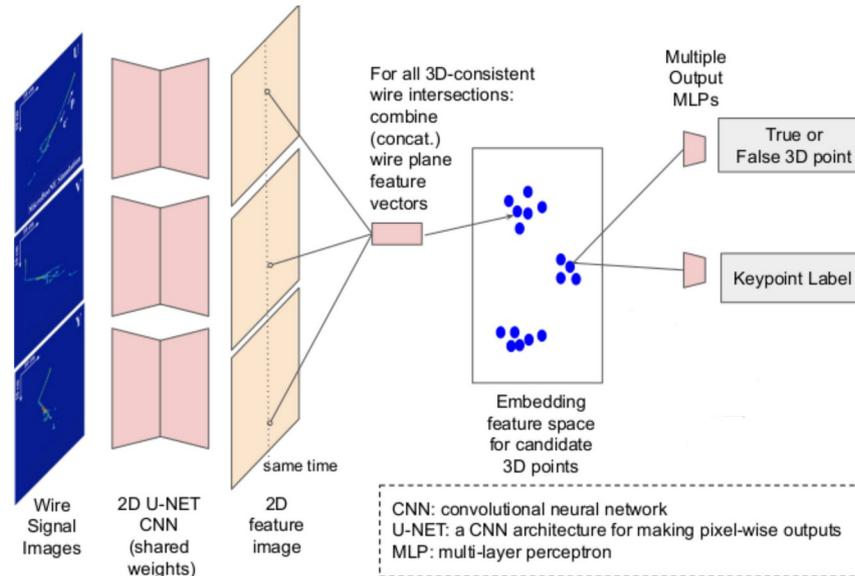 U
MicroBooNE Simulation
V
Y
Wire
Signal
Images
2D U-NET
CNN
(shared
weights)
2D
feature
image
same time
For all 3D-consistent
wire intersections:
combine
(concat.)
wire plane
feature
vectors
Embedding
feature space
for candidate
3D points
Multiple
Output
MLPs
True or
False 3D point
Keypoint Label
CNN: convolutional neural network
U-NET: a CNN architecture for making pixel-wise outputs
MLP: multi-layer perceptron